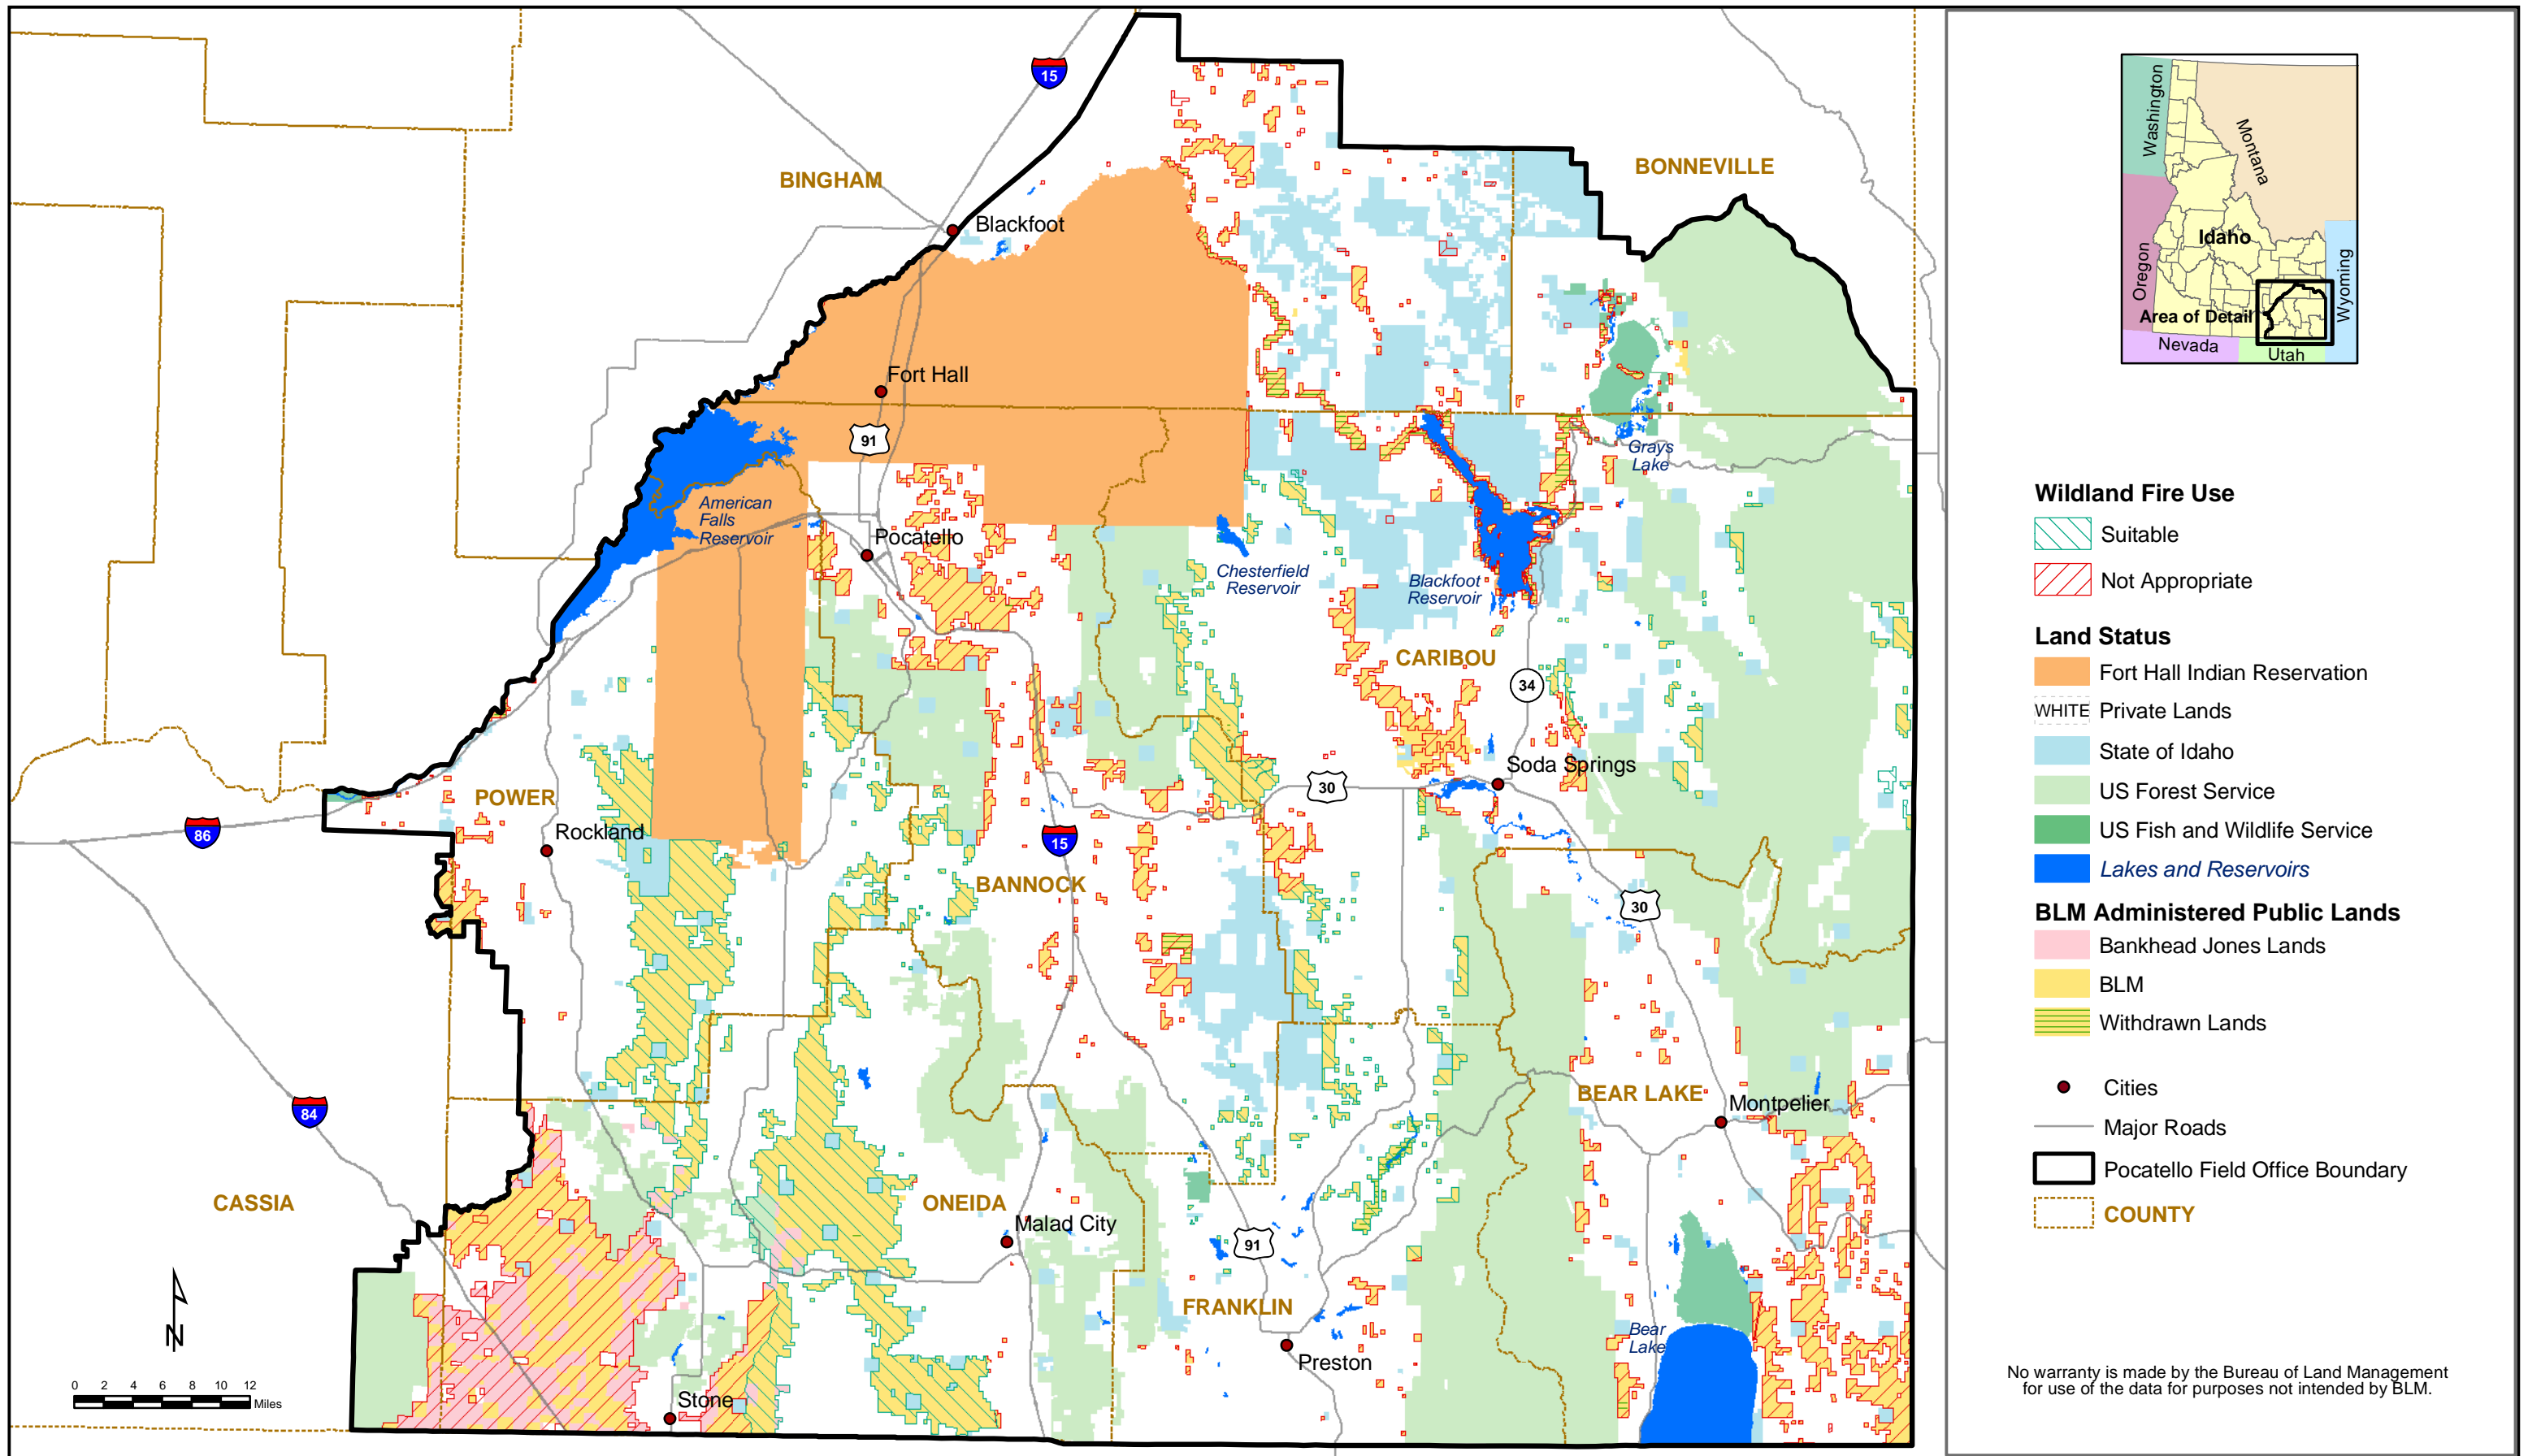 15
BINGHAM
BONNEVILLE
Blackfoot
Fort Hall
91
Grays
Lake
American
Falls
Reservoir
Pocatello
Chesterfield
Reservoir
Blackfoot
Reservoir
CARIBOU
34
Soda Springs
30
POWER
86
Rockland
15
BANNOCK
30
84
BEAR LAKE
Montpelier
CASSIA
ONEIDA
Malad City
91
FRANKLIN
Bear
Lake
Preston
Stone
N
0 2 4 6 8 10 12
Miles
Washington
Montana
Oregon
Idaho
Wyoming
Area of Detail
Nevada
Utah
Wildland Fire Use
Suitable
Not Appropriate
Land Status
Fort Hall Indian Reservation
WHITE Private Lands
State of Idaho
US Forest Service
US Fish and Wildlife Service
Lakes and Reservoirs
BLM Administered Public Lands
Bankhead Jones Lands
BLM
Withdrawn Lands
Cities
Major Roads
Pocatello Field Office Boundary
COUNTY
No warranty is made by the Bureau of Land Management
for use of the data for purposes not intended by BLM.